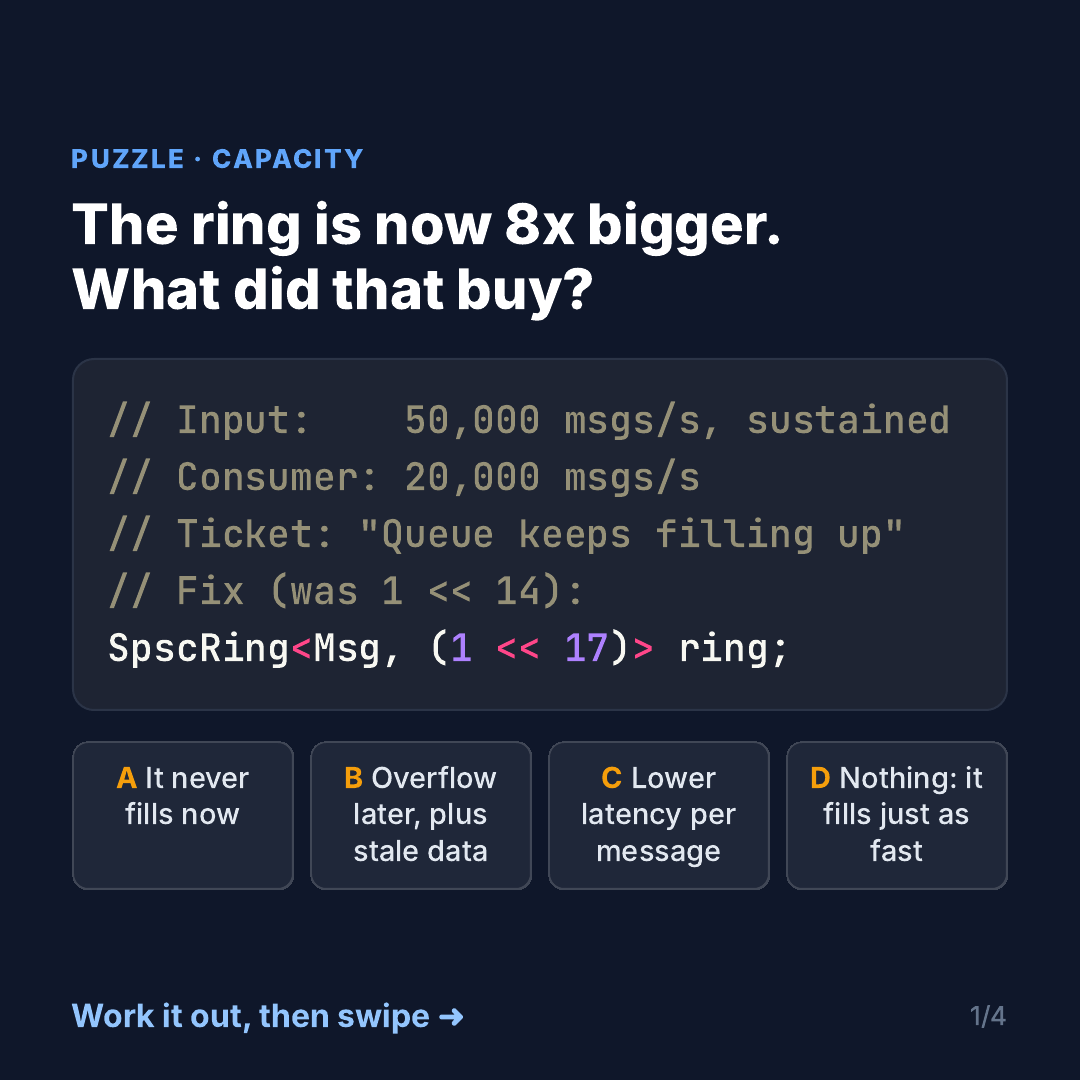 PUZZLE · CAPACITY
The ring is now 8x bigger.
What did that buy?
// Input:    50,000 msgs/s, sustained
// Consumer: 20,000 msgs/s
// Ticket: "Queue keeps filling up"
// Fix (was 1 << 14):
SpscRing<Msg, (1 << 17)> ring;
A It never
fills now
B Overflow
later, plus
stale data
C Lower
latency per
message
D Nothing: it
fills just as
fast
Work it out, then swipe ➜
1/4